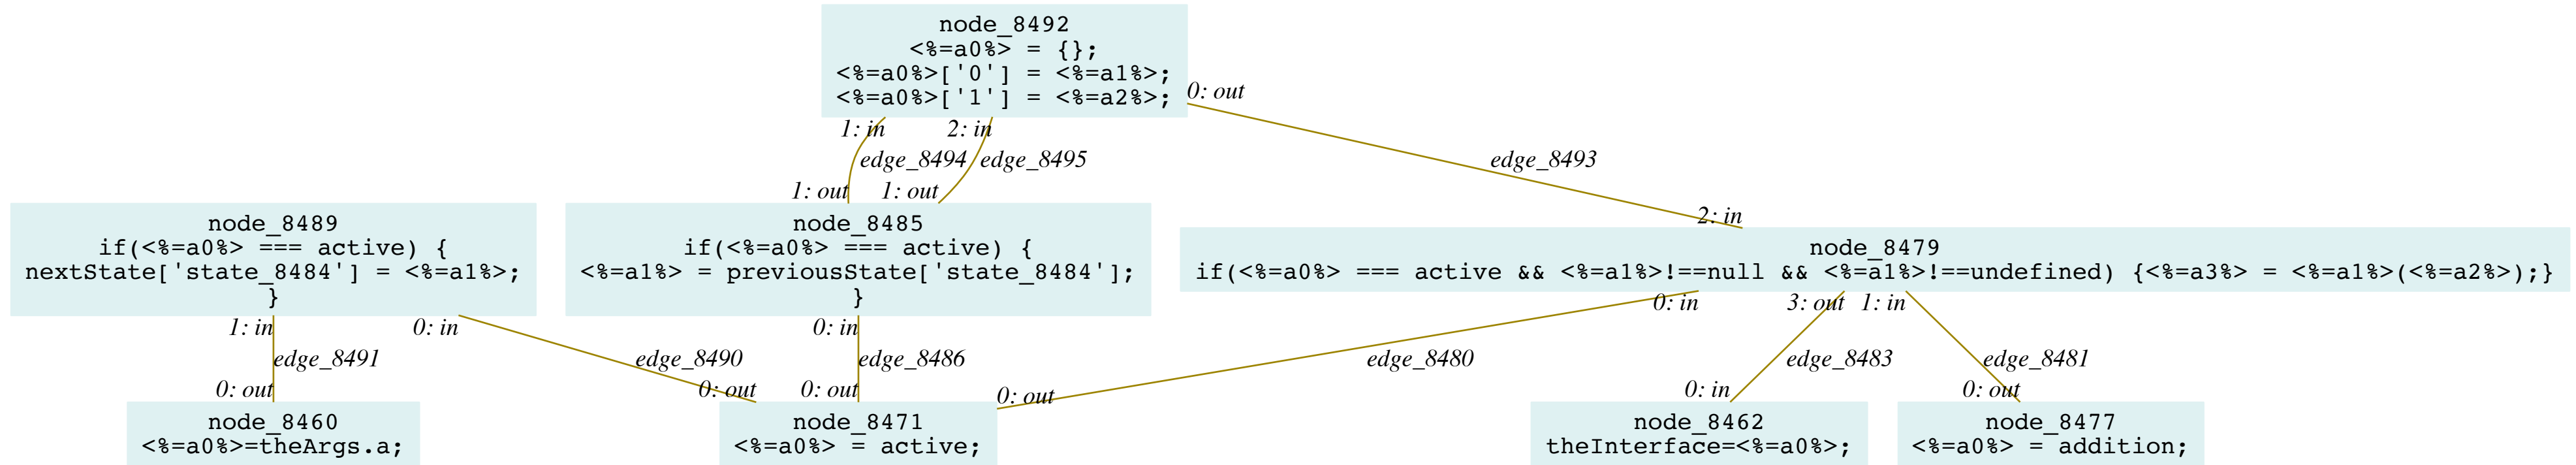 node_8492
<%=a0%> = {};
<%=a0%>['0'] = <%=a1%>;
<%=a0%>['1'] = <%=a2%>;
0: out
1: in
2: in
edge_8494
edge_8495
edge_8493
1: out
1: out
2: in
node_8489
if(<%=a0%> === active) {
nextState['state_8484'] = <%=a1%>;
}
node_8485
if(<%=a0%> === active) {
<%=a1%> = previousState['state_8484'];
}
node_8479
if(<%=a0%> === active && <%=a1%>!==null && <%=a1%>!==undefined) {<%=a3%> = <%=a1%>(<%=a2%>);}
1: in
0: in
0: in
0: in
3: out
1: in
edge_8491
edge_8490
edge_8486
edge_8480
edge_8483
edge_8481
0: out
0: out
0: out
0: out
0: in
0: out
node_8460
<%=a0%>=theArgs.a;
node_8471
<%=a0%> = active;
node_8462
theInterface=<%=a0%>;
node_8477
<%=a0%> = addition;